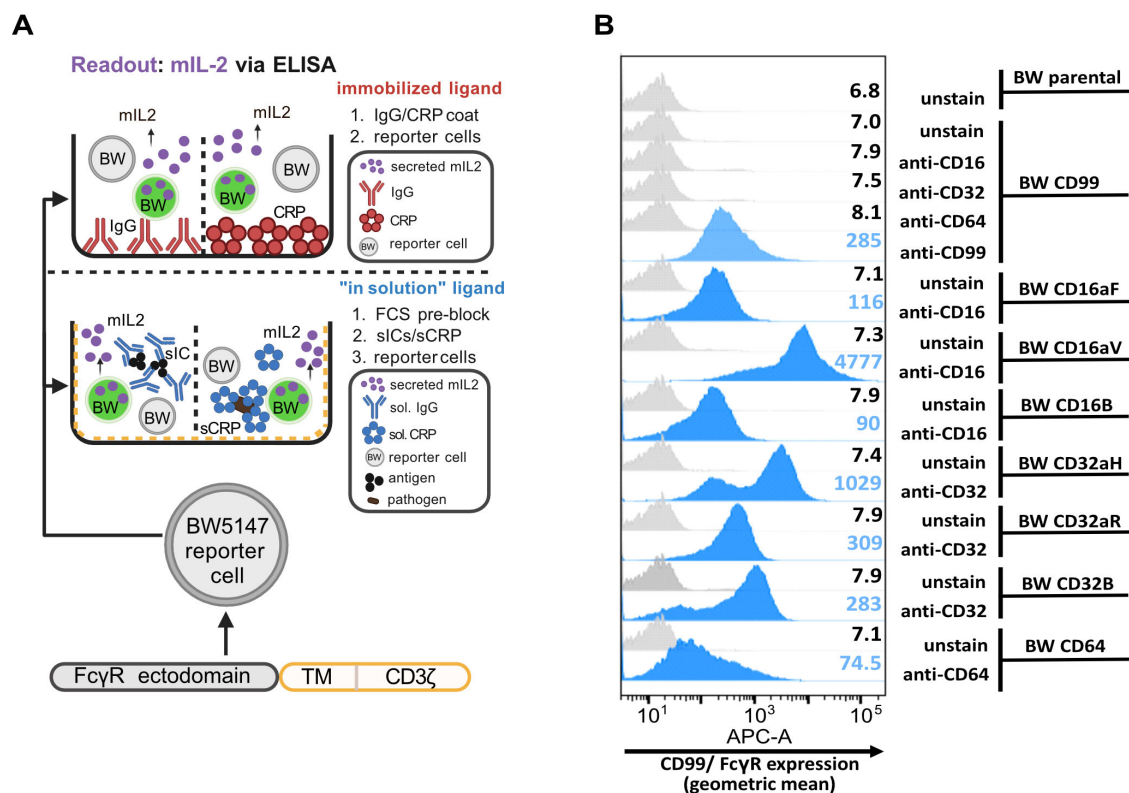 A
Readout: mIL-2 via ELISA
immobilized ligand
1. IgG/CRP coat
2. reporter cells
mIL2
mIL2
BW
BW
BW
BW
IgG
CRP
secreted mIL2
IgG
CRP
BW
reporter cell
"in solution" ligand
1. FCS pre-block
2. sICs/sCRP
3. reporter cells
mIL2
mIL2
sIC
BW
BW
BW
BW
sCRP
secreted mIL2
sol. IgG
sol. CRP
BW
reporter cell
antigen
pathogen
BW5147
reporter
cell
FcγR ectodomain
TM
CD3ζ
B
6.8
unstain
BW parental
7.0
unstain
7.9
anti-CD16
7.5
anti-CD32
8.1
anti-CD64
285
anti-CD99
BW CD99
7.1
unstain
116
anti-CD16
BW CD16aF
7.3
unstain
4777
anti-CD16
BW CD16aV
7.9
unstain
90
anti-CD16
BW CD16B
7.4
unstain
1029
anti-CD32
BW CD32aH
7.9
unstain
309
anti-CD32
BW CD32aR
7.9
unstain
283
anti-CD32
BW CD32B
7.1
unstain
74.5
anti-CD64
BW CD64
10¹ 10³ 10⁵
APC-A
CD99/ FcγR expression
(geometric mean)